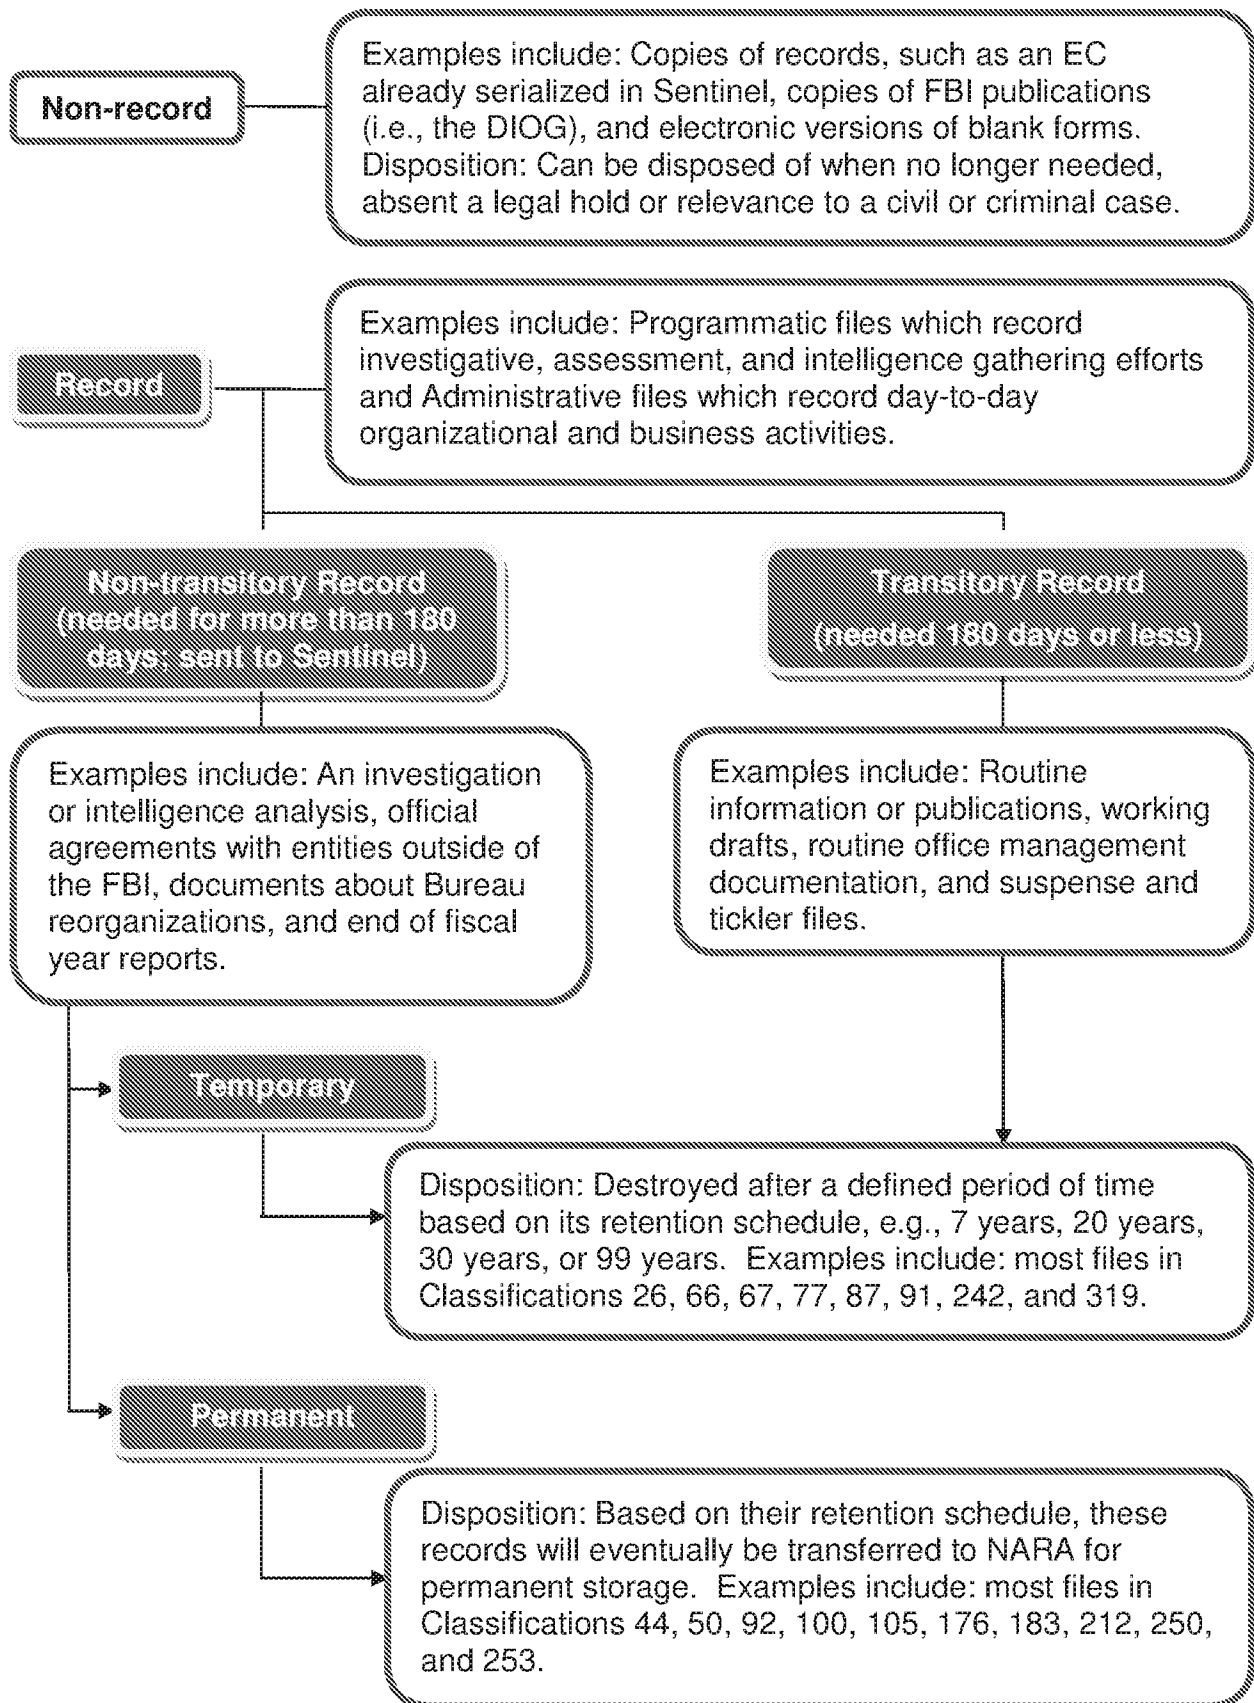 Non-record
Examples include: Copies of records, such as an EC
already serialized in Sentinel, copies of FBI publications
(i.e., the DIOG), and electronic versions of blank forms.
Disposition: Can be disposed of when no longer needed,
absent a legal hold or relevance to a civil or criminal case.
Record
Examples include: Programmatic files which record
investigative, assessment, and intelligence gathering efforts
and Administrative files which record day-to-day
organizational and business activities.
Non-transitory Record
(needed for more than 180
days; sent to Sentinel)
Transitory Record
(needed 180 days or less)
Examples include: An investigation
or intelligence analysis, official
agreements with entities outside of
the FBI, documents about Bureau
reorganizations, and end of fiscal
year reports.
Examples include: Routine
information or publications, working
drafts, routine office management
documentation, and suspense and
tickler files.
Temporary
Disposition: Destroyed after a defined period of time
based on its retention schedule, e.g., 7 years, 20 years,
30 years, or 99 years.  Examples include: most files in
Classifications 26, 66, 67, 77, 87, 91, 242, and 319.
Permanent
Disposition: Based on their retention schedule, these
records will eventually be transferred to NARA for
permanent storage.  Examples include: most files in
Classifications 44, 50, 92, 100, 105, 176, 183, 212, 250,
and 253.